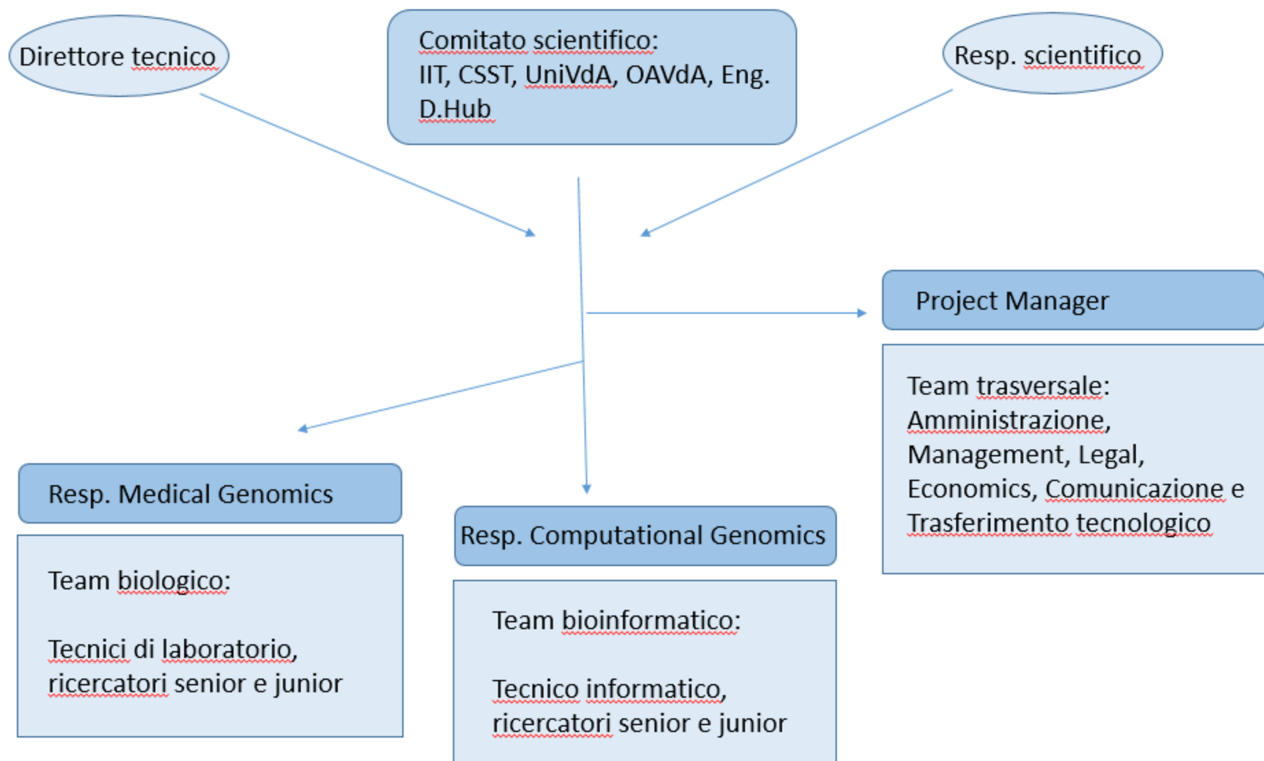 Direttore tecnico
Comitato scientifico:
IIT, CSST, UniVdA, OAVdA, Eng.
D.Hub
Resp. scientifico
Project Manager
Team trasversale:
Amministrazione,
Management, Legal,
Economics, Comunicazione e
Trasferimento tecnologico
Resp. Medical Genomics
Team biologico:
Tecnici di laboratorio,
ricercatori senior e junior
Resp. Computational Genomics
Team bioinformatico:
Tecnico informatico,
ricercatori senior e junior